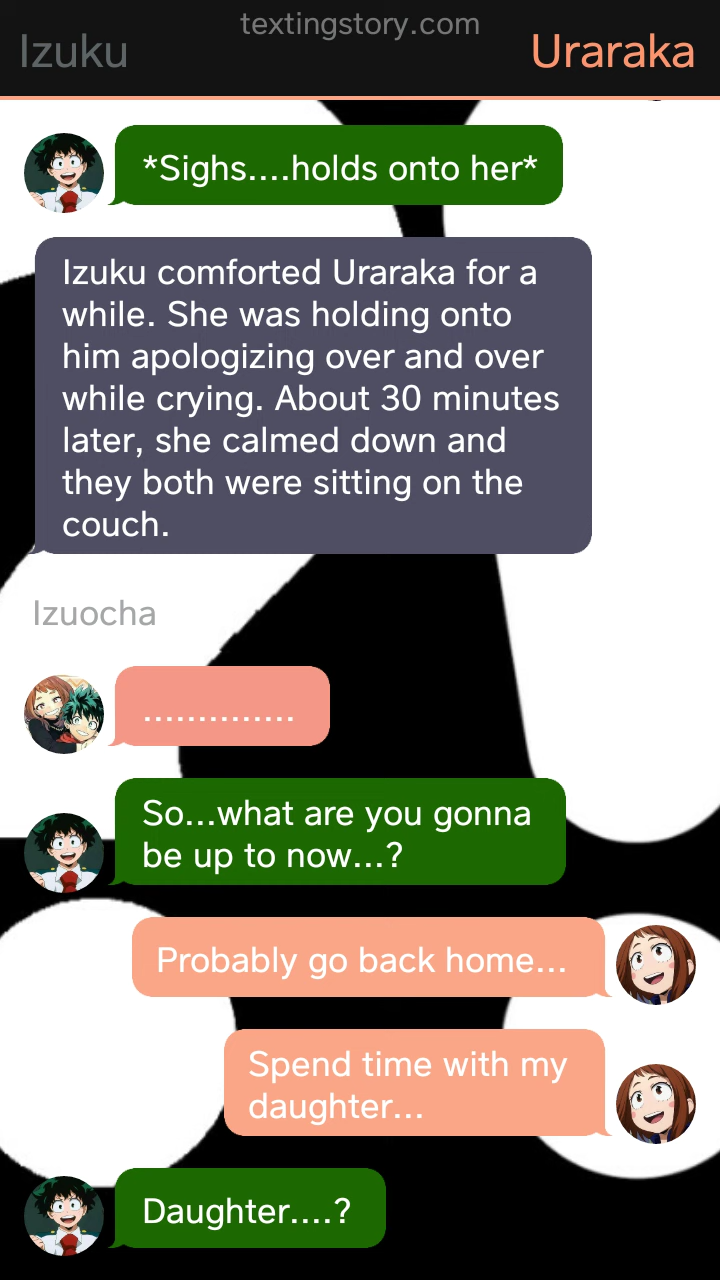 textingstory.com
Izuku
Uraraka
*Sighs....holds onto her*
Izuku comforted Uraraka for a
while. She was holding onto
him apologizing over and over
while crying. About 30 minutes
later, she calmed down and
they both were sitting on the
couch.
Izuocha
..............
So...what are you gonna
be up to now...?
Probably go back home...
Spend time with my
daughter...
Daughter....?